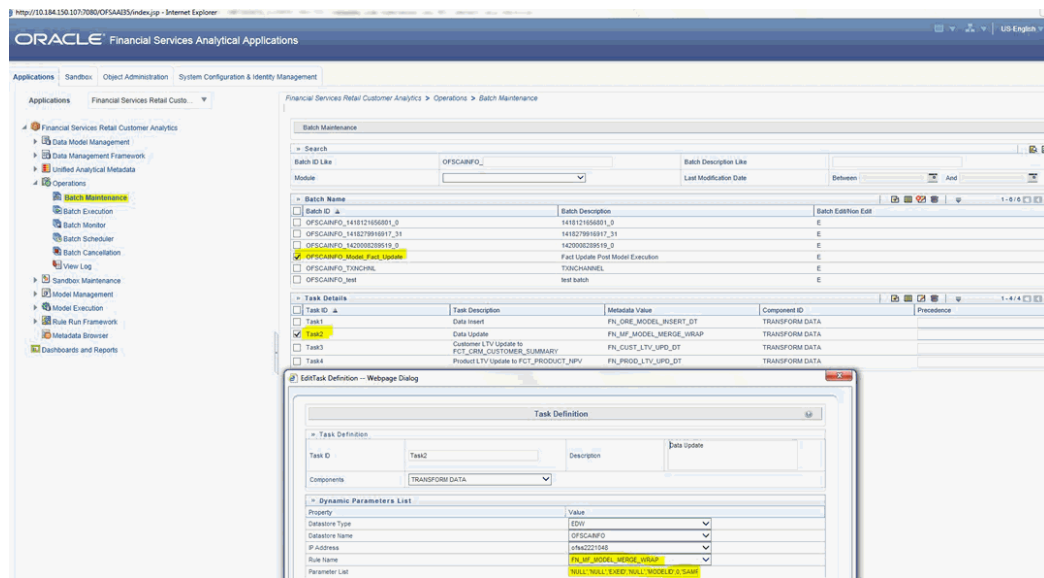 http://10.184.150.107:7080/OFSAAI35/index.jsp - Internet Explorer
ORACLE Financial Services Analytical Applications
US-English
Applications Sandbox Object Administration System Configuration & Identity Management
Applications Financial Services Retail Custo...
Financial Services Retail Customer Analytics > Operations > Batch Maintenance
Financial Services Retail Customer Analytics
Data Model Management
Data Management Framework
Unified Analytical Metadata
Operations
Batch Maintenance
Batch Execution
Batch Monitor
Batch Scheduler
Batch Cancellation
View Log
Sandbox Maintenance
Model Management
Model Execution
Rule Run Framework
Metadata Browser
Dashboards and Reports
Batch Maintenance
» Search
Batch ID Like OFSCAINFO_ Batch Description Like
Module Last Modification Date Between And
» Batch Name 1-6/6
Batch ID Batch Description Batch Edit/Non Edit
OFSCAINFO_1418121656801_0 1418121656801_0 E
OFSCAINFO_1418279916917_31 1418279916917_31 E
OFSCAINFO_1420008289519_0 1420008289519_0 E
OFSCAINFO_Model_Fact_Update Fact Update Post Model Execution E
OFSCAINFO_TXNCHNL TXNCHANNEL E
OFSCAINFO_test test batch E
» Task Details 1-4/4
Task ID Task Description Metadata Value Component ID Precedence
Task1 Data Insert FN_ORE_MODEL_INSERT_DT TRANSFORM DATA
Task2 Data Update FN_MF_MODEL_MERGE_WRAP TRANSFORM DATA
Task3 Customer LTV Update to FCT_CRM_CUSTOMER_SUMMARY FN_CUST_LTV_UPD_DT TRANSFORM DATA
Task4 Product LTV Update to FCT_PRODUCT_NPV FN_PROD_LTV_UPD_DT TRANSFORM DATA
EditTask Definition -- Webpage Dialog
Task Definition
» Task Definition
Task ID Task2 Description Data Update
Components TRANSFORM DATA
» Dynamic Parameters List
Property Value
Datastore Type EDW
Datastore Name OFSCAINFO
IP Address ofss2221048
Rule Name FN_MF_MODEL_MERGE_WRAP
Parameter List 'NULL','NULL','EXEID','NULL','MODELID',0,'SAMF